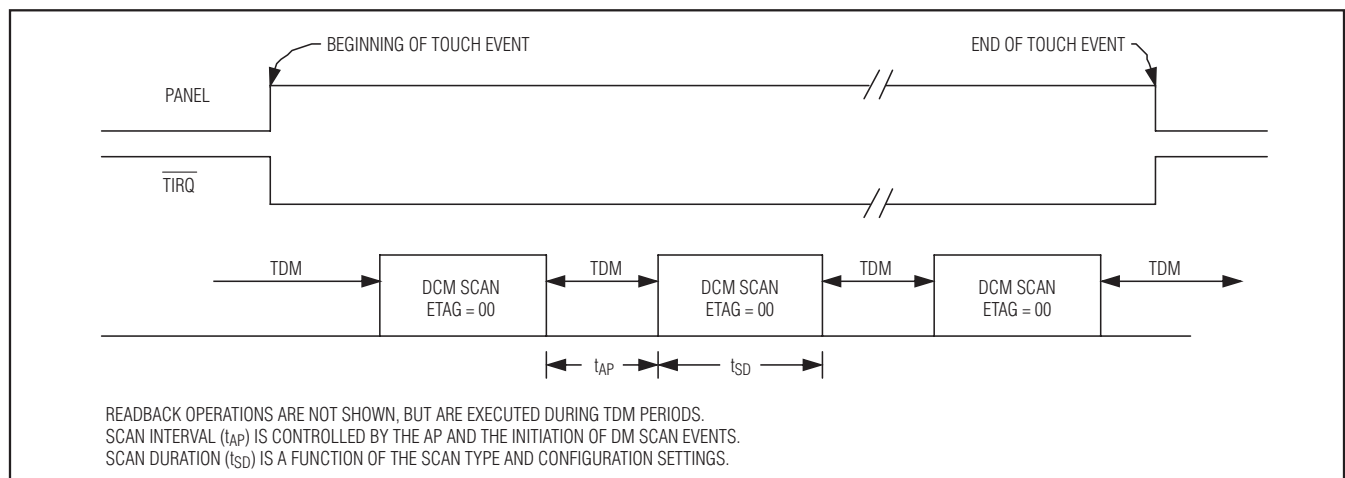 BEGINNING OF TOUCH EVENT
END OF TOUCH EVENT
PANEL
TIRQ
TDM
DCM SCAN
ETAG = 00
TDM
DCM SCAN
ETAG = 00
TDM
DCM SCAN
ETAG = 00
TDM
tAP
tSD
READBACK OPERATIONS ARE NOT SHOWN, BUT ARE EXECUTED DURING TDM PERIODS.
SCAN INTERVAL (tAP) IS CONTROLLED BY THE AP AND THE INITIATION OF DM SCAN EVENTS.
SCAN DURATION (tSD) IS A FUNCTION OF THE SCAN TYPE AND CONFIGURATION SETTINGS.